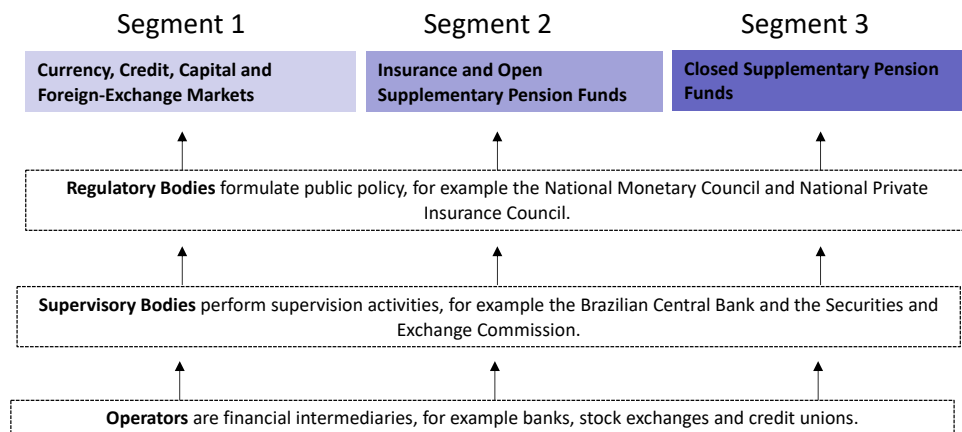 Segment 1
Segment 2
Segment 3
Currency, Credit, Capital and
Foreign-Exchange Markets
Insurance and Open
Supplementary Pension Funds
Closed Supplementary Pension
Funds
Regulatory Bodies formulate public policy, for example the National Monetary Council and National Private
Insurance Council.
Supervisory Bodies perform supervision activities, for example the Brazilian Central Bank and the Securities and
Exchange Commission.
Operators are financial intermediaries, for example banks, stock exchanges and credit unions.